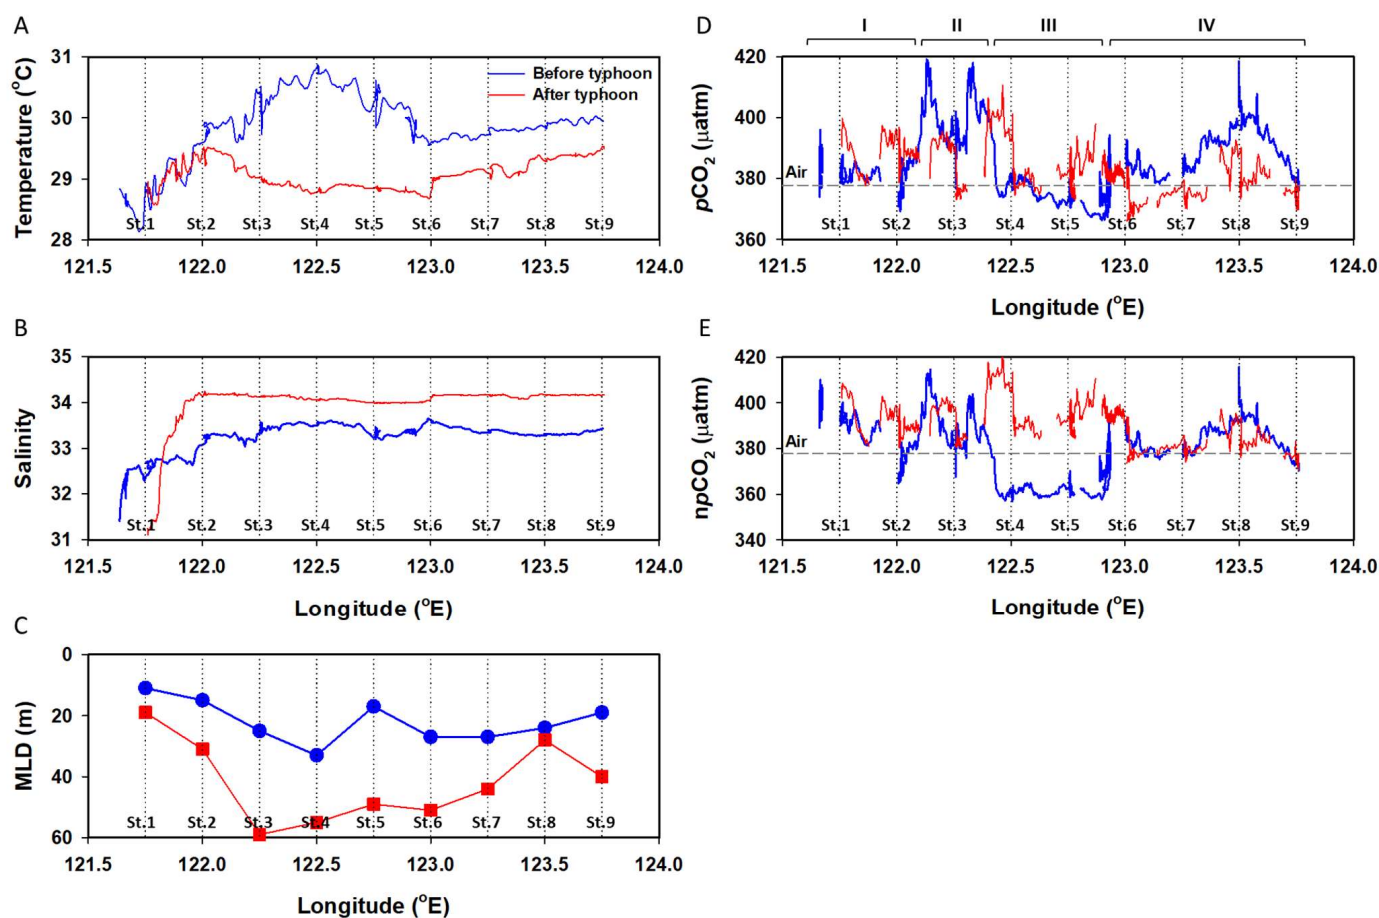 A
Temperature (°C)
31
30
29
28
Before typhoon
After typhoon
St.1 St.2 St.3 St.4 St.5 St.6 St.7 St.8 St.9
121.5 122.0 122.5 123.0 123.5 124.0
B
Salinity
35
34
33
32
31
St.1 St.2 St.3 St.4 St.5 St.6 St.7 St.8 St.9
121.5 122.0 122.5 123.0 123.5 124.0
Longitude (°E)
C
MLD (m)
0
20
40
60
St.1 St.2 St.3 St.4 St.5 St.6 St.7 St.8 St.9
121.5 122.0 122.5 123.0 123.5 124.0
Longitude (°E)
D
I II III IV
pCO₂ (µatm)
420
400
380
360
Air
St.1 St.2 St.3 St.4 St.5 St.6 St.7 St.8 St.9
121.5 122.0 122.5 123.0 123.5 124.0
Longitude (°E)
E
npCO₂ (µatm)
420
400
380
360
340
Air
St.1 St.2 St.3 St.4 St.5 St.6 St.7 St.8 St.9
121.5 122.0 122.5 123.0 123.5 124.0
Longitude (°E)